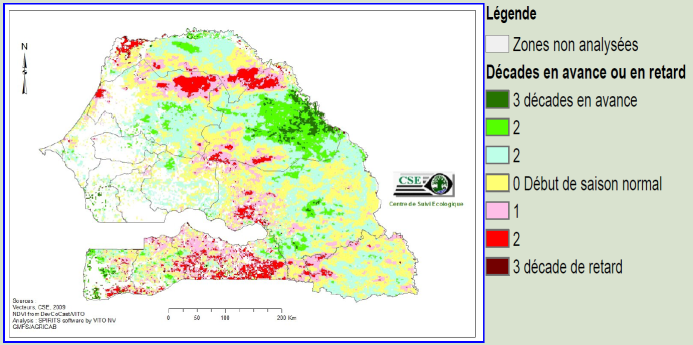 N
CSE
Centre de Suivi Ecologique
Sources
Vecteurs, CSE, 2009
NDVI from DevCoCast/VITO
Analysis : SPIRITS software by VITO NV
GMFS/AGRICAB
0 50 100 200 Km
Légende
Zones non analysées
Décades en avance ou en retard
3 décades en avance
2
2
0 Début de saison normal
1
2
3 décade de retard